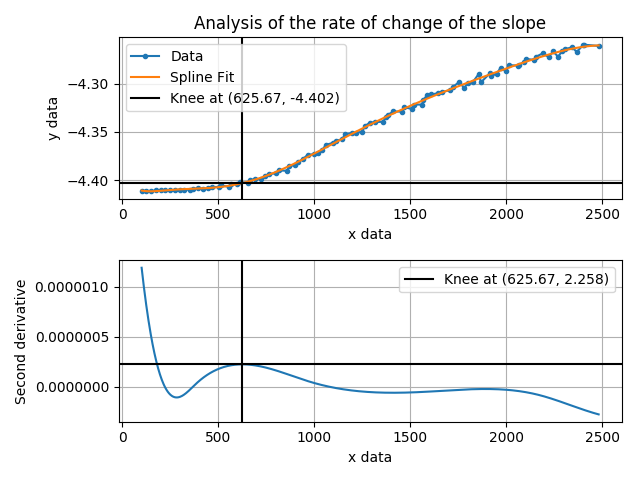 Analysis of the rate of change of the slope
Data
Spline Fit
Knee at (625.67, -4.402)
−4.30
−4.35
−4.40
y data
0
500
1000
1500
2000
2500
x data
Knee at (625.67, 2.258)
0.0000010
0.0000005
0.0000000
Second derivative
0
500
1000
1500
2000
2500
x data